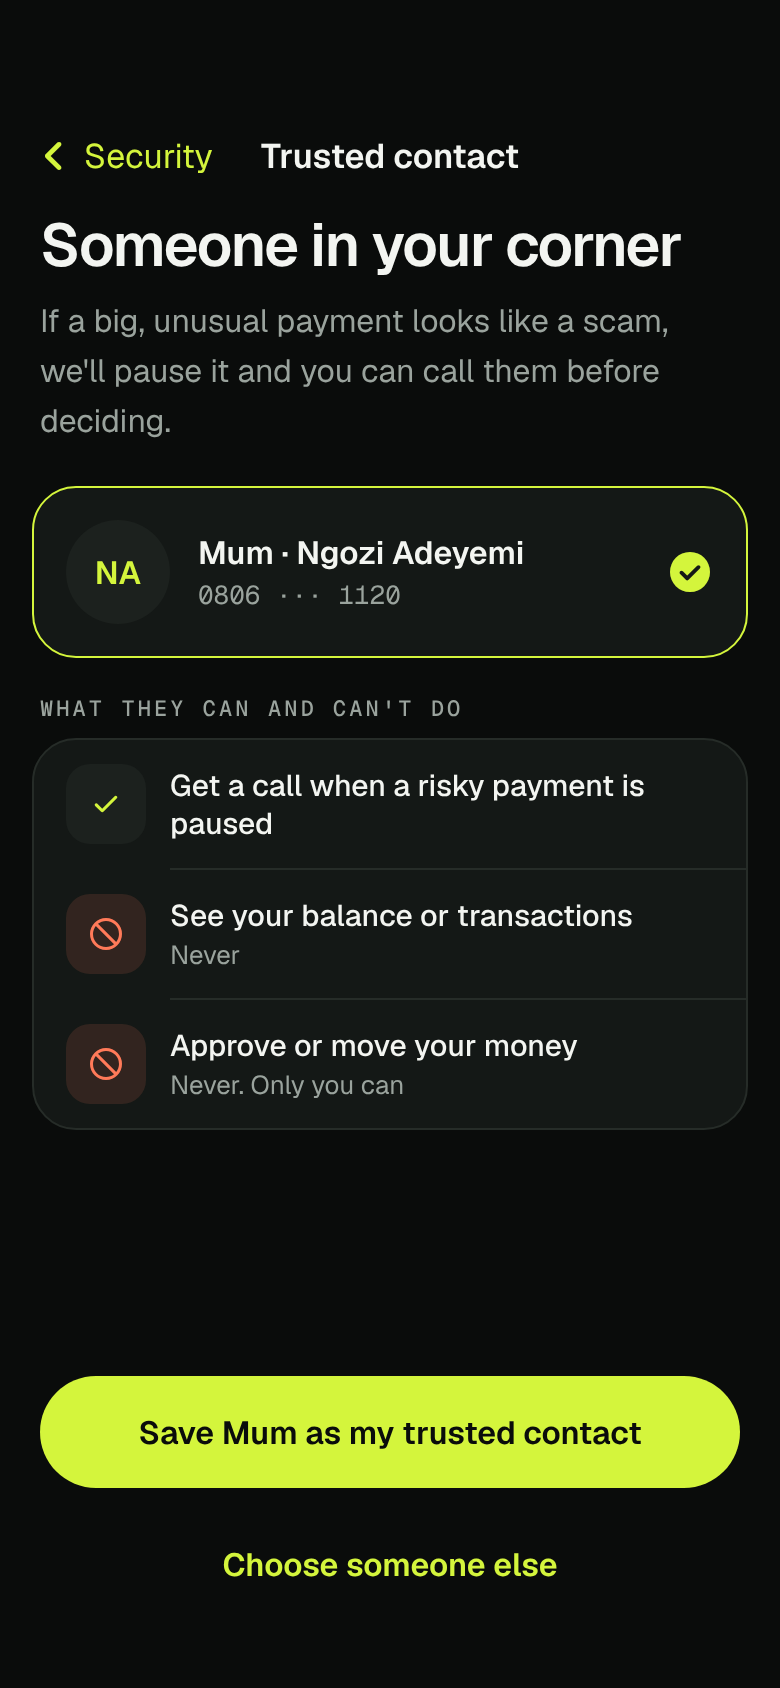 Security Trusted contact
Someone in your corner
If a big, unusual payment looks like a scam,
we'll pause it and you can call them before
deciding.
NA
Mum · Ngozi Adeyemi
0806 ··· 1120
WHAT THEY CAN AND CAN'T DO
Get a call when a risky payment is
paused
See your balance or transactions
Never
Approve or move your money
Never. Only you can
Save Mum as my trusted contact
Choose someone else